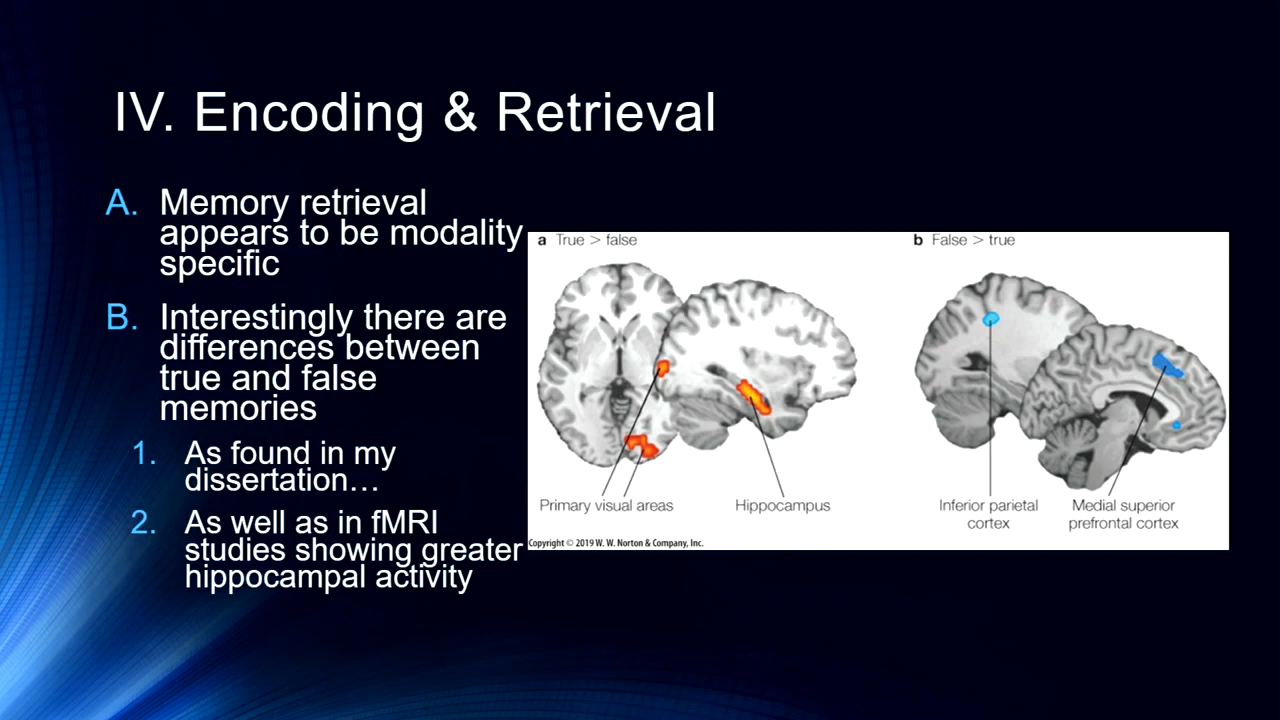 IV. Encoding & Retrieval
A. Memory retrieval
appears to be modality
specific
B. Interestingly there are
differences between
true and false
memories
1. As found in my
dissertation…
2. As well as in fMRI
studies showing greater
hippocampal activity
a True > false
b False > true
Primary visual areas
Hippocampus
Inferior parietal
cortex
Medial superior
prefrontal cortex
Copyright © 2019 W. W. Norton & Company, Inc.